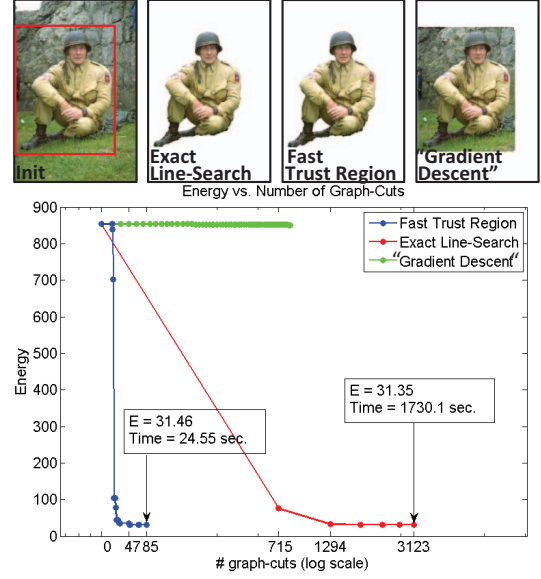 Init
Exact
Line-Search
Fast
Trust Region
"Gradient
Descent"
Energy vs. Number of Graph-Cuts
900
800
700
600
500
400
300
200
100
0
Energy
Fast Trust Region
Exact Line-Search
"Gradient Descent"
E = 31.46
Time = 24.55 sec.
E = 31.35
Time = 1730.1 sec.
0 47 85 715 1294 3123
# graph-cuts (log scale)